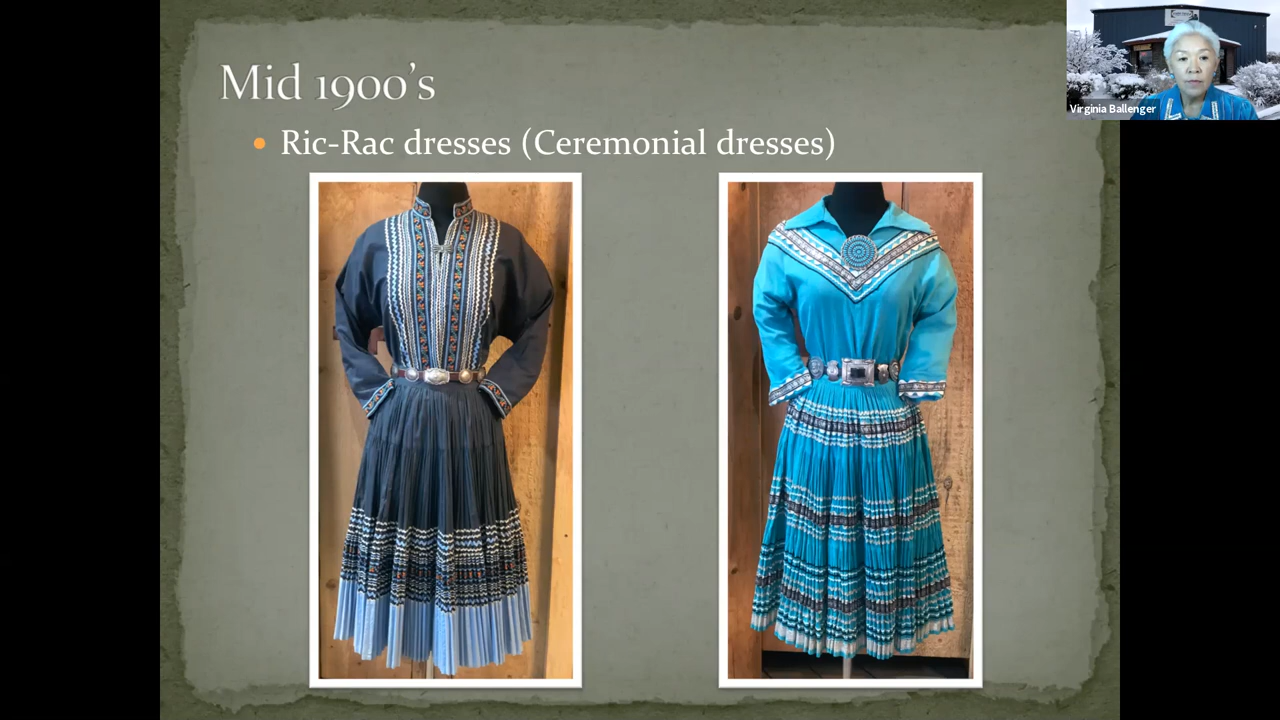 Mid 1900's
Ric-Rac dresses (Ceremonial dresses)
Virginia Ballenger